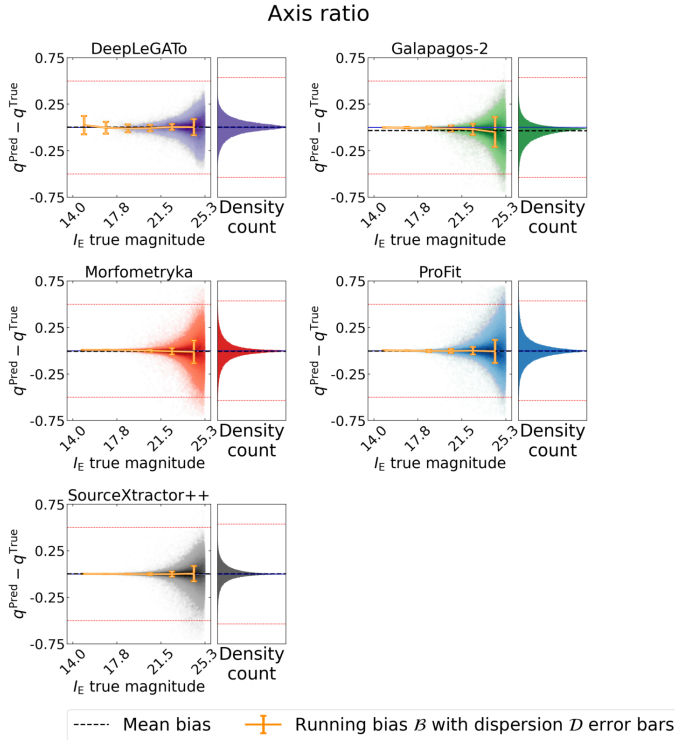 Axis ratio
DeepLeGATo
0.75
0.25
-0.25
-0.75
q^Pred − q^True
14.0 17.8 21.5 25.3
I_E true magnitude
Density
count
Galapagos-2
0.75
0.25
-0.25
-0.75
q^Pred − q^True
14.0 17.8 21.5 25.3
I_E true magnitude
Density
count
Morfometryka
0.75
0.25
-0.25
-0.75
q^Pred − q^True
14.0 17.8 21.5 25.3
I_E true magnitude
Density
count
ProFit
0.75
0.25
-0.25
-0.75
q^Pred − q^True
14.0 17.8 21.5 25.3
I_E true magnitude
Density
count
SourceXtractor++
0.75
0.25
-0.25
-0.75
q^Pred − q^True
14.0 17.8 21.5 25.3
I_E true magnitude
Density
count
Mean bias
Running bias ℬ with dispersion 𝒟 error bars